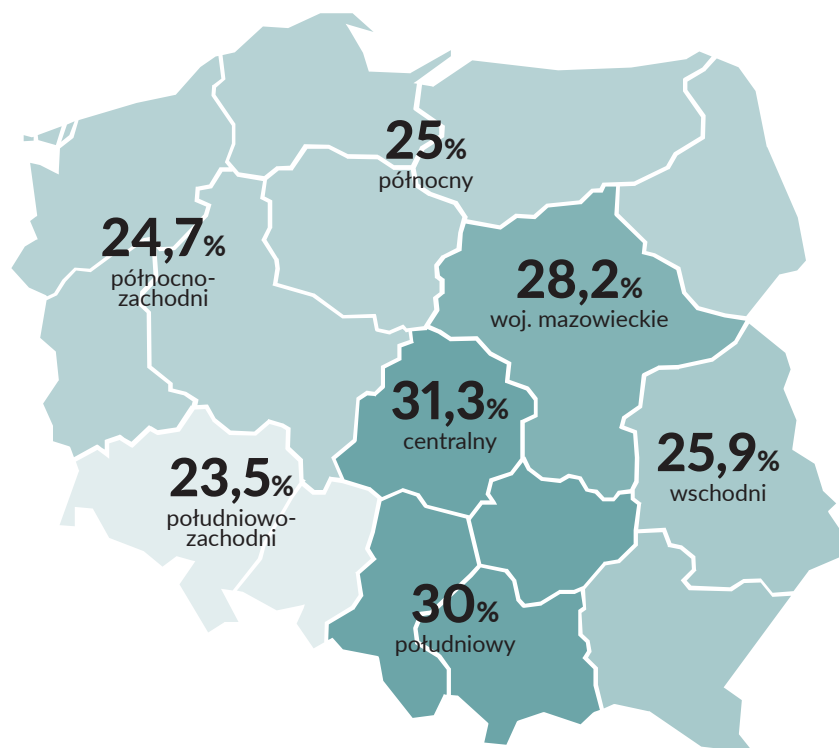 25%
północny
24,7%
północno-
zachodni
28,2%
woj. mazowieckie
31,3%
centralny
25,9%
wschodni
23,5%
południowo-
zachodni
30%
południowy